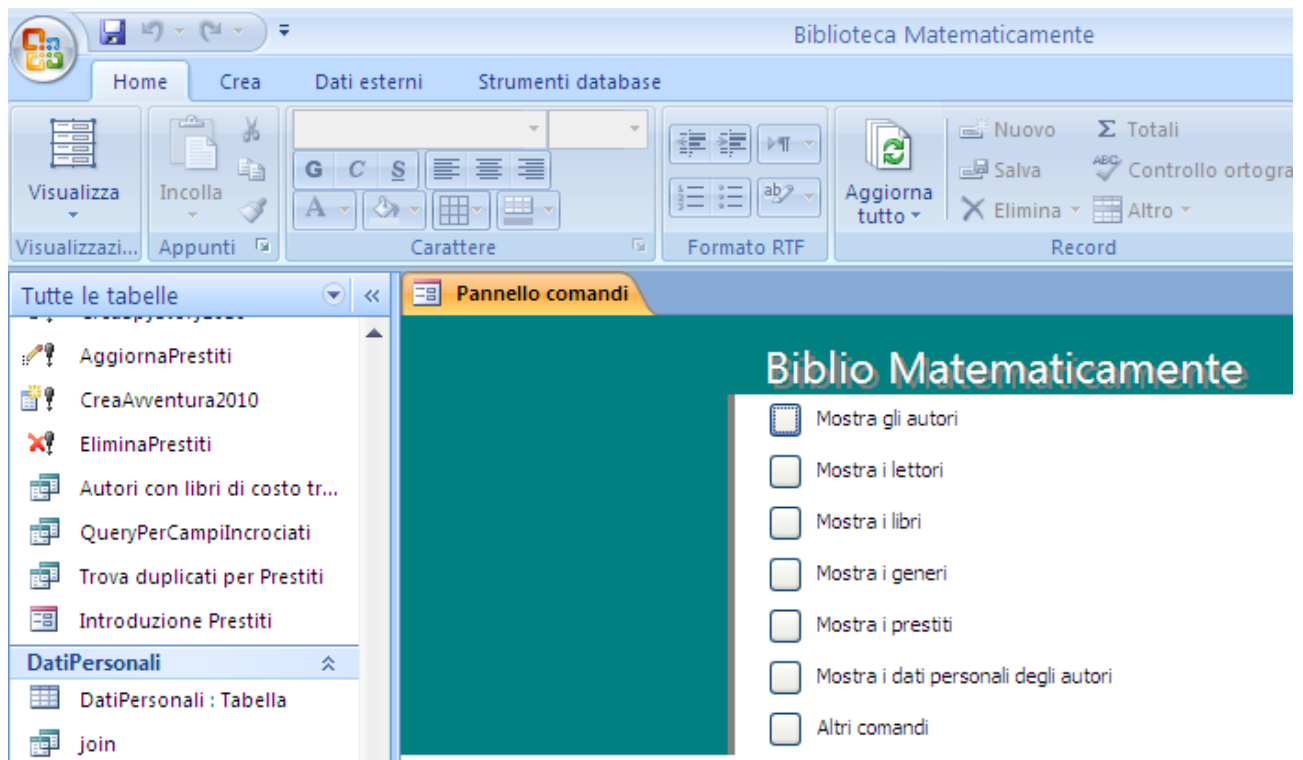 Biblioteca Matematicamente
Home Crea Dati esterni Strumenti database
Visualizza
Incolla
G C S
A
ab
Aggiorna tutto
Nuovo
Salva
Elimina
Σ Totali
ABC
Controllo ortogra
Altro
Visualizzazi... Appunti Carattere Formato RTF Record
Tutte le tabelle
AggiornaPrestiti
CreaAvventura2010
EliminaPrestiti
Autori con libri di costo tr...
QueryPerCampiIncrociati
Trova duplicati per Prestiti
Introduzione Prestiti
DatiPersonali
DatiPersonali : Tabella
join
Pannello comandi
Biblio Matematicamente
Mostra gli autori
Mostra i lettori
Mostra i libri
Mostra i generi
Mostra i prestiti
Mostra i dati personali degli autori
Altri comandi